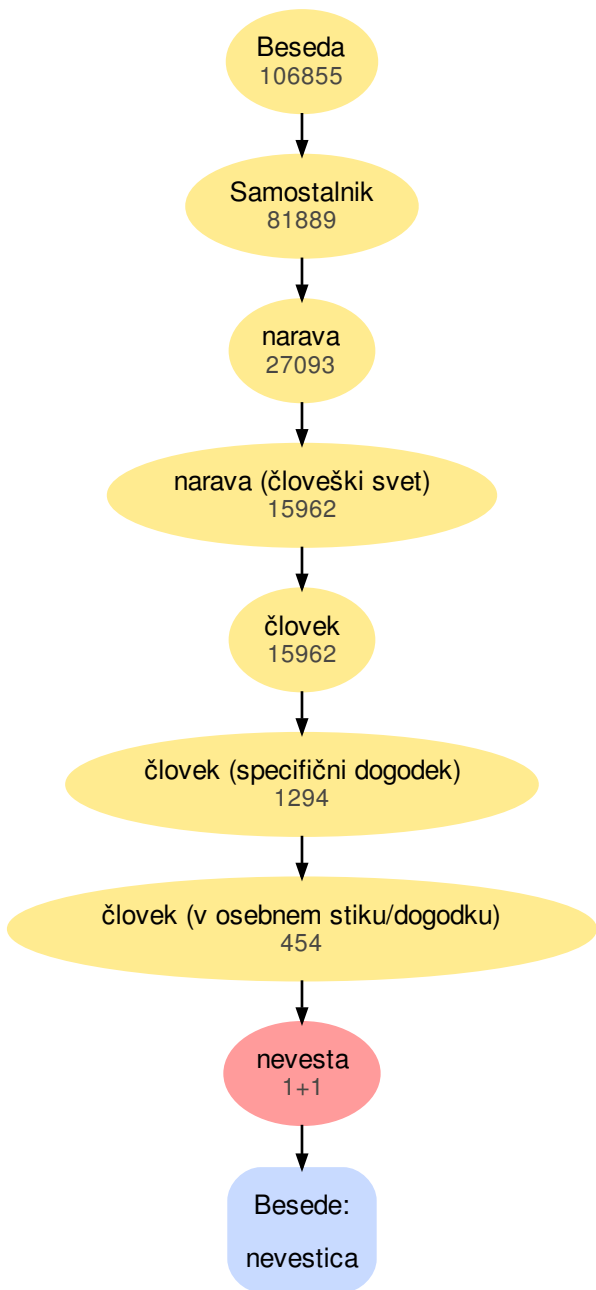 Beseda
106855
Samostalnik
81889
narava
27093
narava (človeški svet)
15962
človek
15962
človek (specifični dogodek)
1294
človek (v osebnem stiku/dogodku)
454
nevesta
1+1
Besede:
nevestica